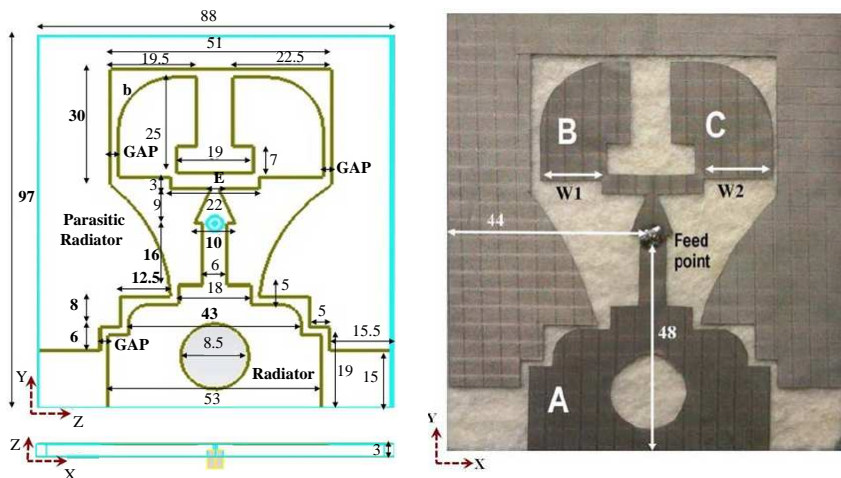 88
51
19.5
22.5
b
30
25
GAP
19
7
GAP
3
E
9
22
97
Parasitic
Radiator
10
16
12.5
6
18
5
8
43
5
6
GAP
8.5
15.5
Radiator
19
15
53
Y
Z
Z
X
3
B
C
W1
W2
44
Feed
point
48
A
Y
X